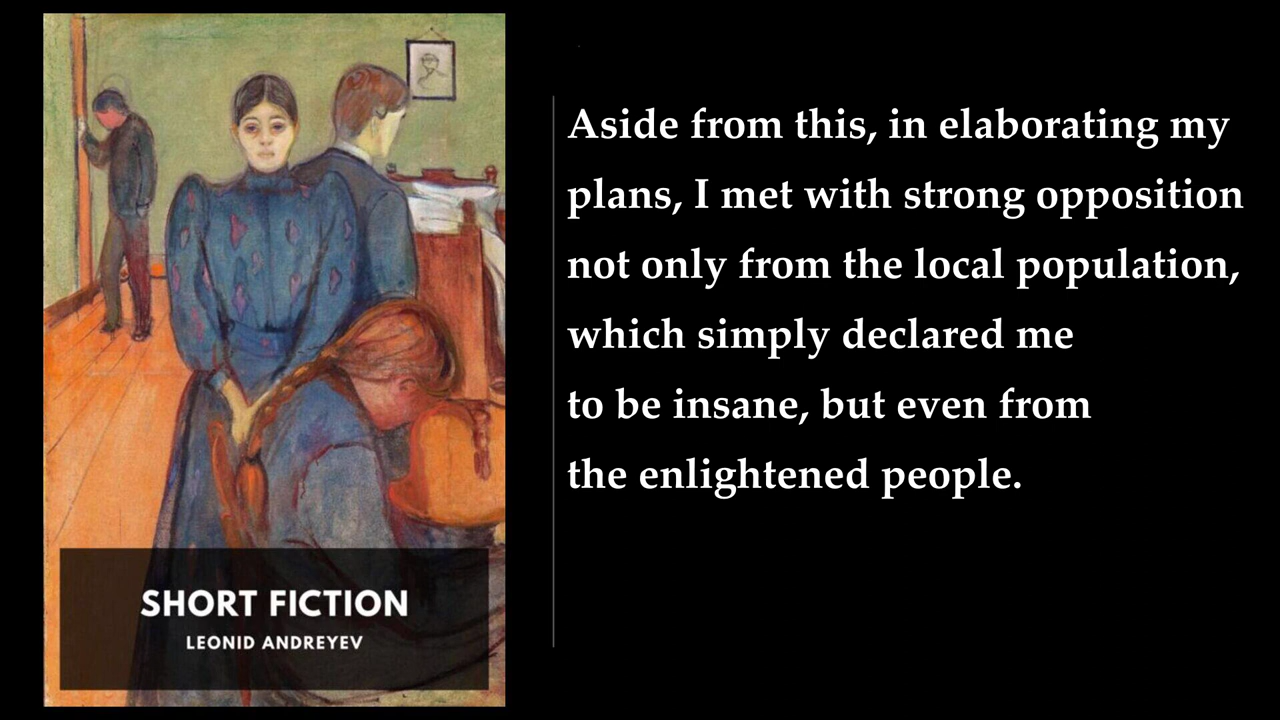 SHORT FICTION
LEONID ANDREYEV
Aside from this, in elaborating my
plans, I met with strong opposition
not only from the local population,
which simply declared me
to be insane, but even from
the enlightened people.